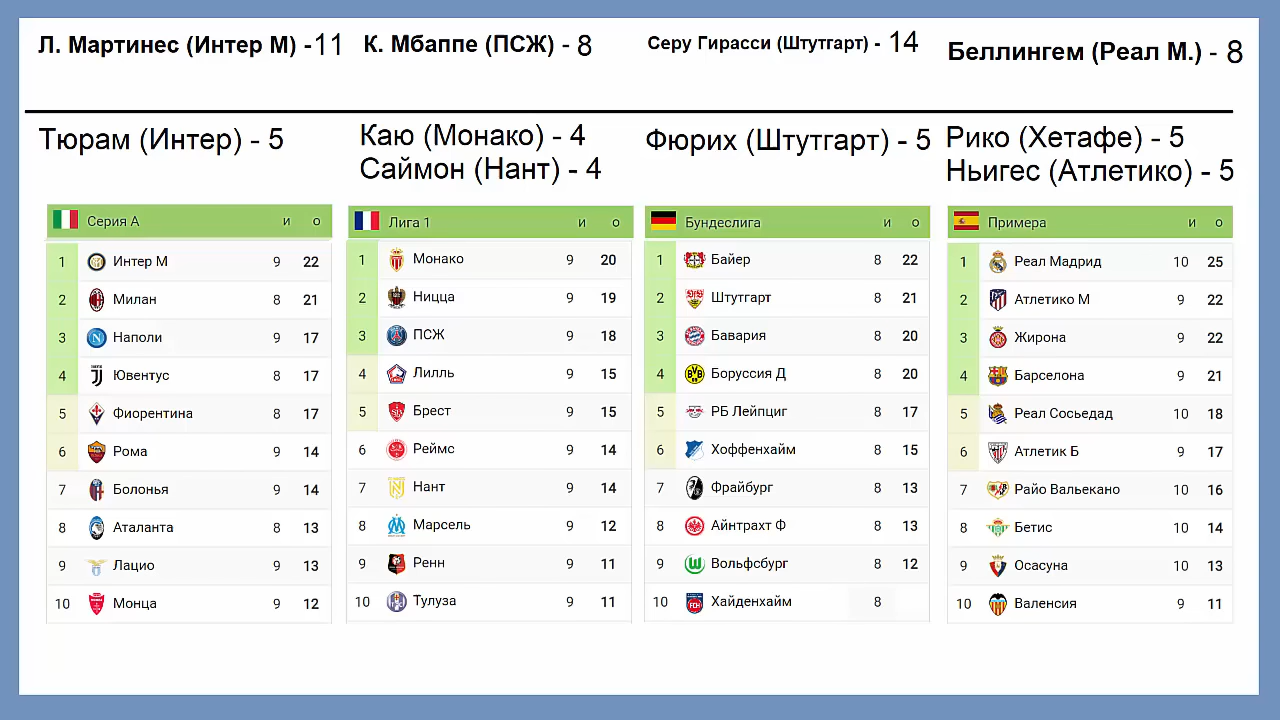 Л. Мартинес (Интер М) -11 К. Мбаппе (ПСЖ) - 8 Серу Гирасси (Штутгарт) - 14 Беллингем (Реал М.) - 8
Тюрам (Интер) - 5
Каю (Монако) - 4
Саймон (Нант) - 4
Фюрих (Штутгарт) - 5
Рико (Хетафе) - 5
Ньигес (Атлетико) - 5
Серия А и о
1 Интер М 9 22
2 Милан 8 21
3 Наполи 9 17
4 Ювентус 8 17
5 Фиорентина 8 17
6 Рома 9 14
7 Болонья 9 14
8 Аталанта 8 13
9 Лацио 9 13
10 Монца 9 12
Лига 1 и о
1 Монако 9 20
2 Ницца 9 19
3 ПСЖ 9 18
4 Лилль 9 15
5 Брест 9 15
6 Реймс 9 14
7 Нант 9 14
8 Марсель 9 12
9 Ренн 9 11
10 Тулуза 9 11
Бундеслига и о
1 Байер 8 22
2 Штутгарт 8 21
3 Бавария 8 20
4 Боруссия Д 8 20
5 РБ Лейпциг 8 17
6 Хоффенхайм 8 15
7 Фрайбург 8 13
8 Айнтрахт Ф 8 13
9 Вольфсбург 8 12
10 Хайденхайм 8
Примера и о
1 Реал Мадрид 10 25
2 Атлетико М 9 22
3 Жирона 9 22
4 Барселона 9 21
5 Реал Сосьедад 10 18
6 Атлетик Б 9 17
7 Райо Вальекано 10 16
8 Бетис 10 14
9 Осасуна 10 13
10 Валенсия 9 11